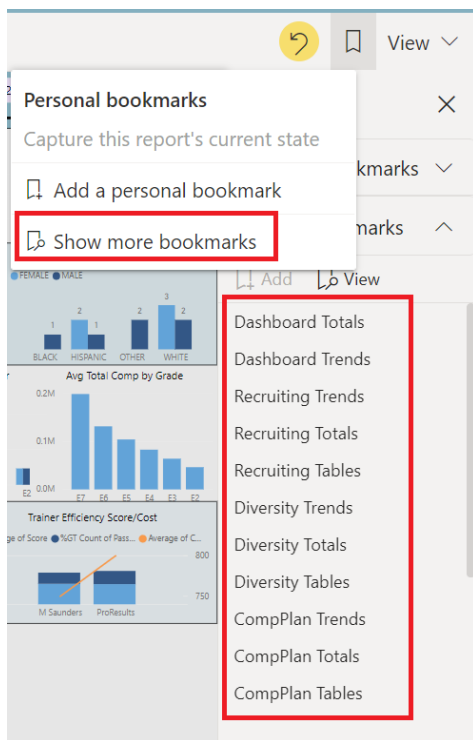 View
Personal bookmarks
Capture this report's current state
Add a personal bookmark
kmarks
Show more bookmarks
marks
Add
View
FEMALE MALE
3
2
2
2
1
1
BLACK HISPANIC OTHER WHITE
Avg Total Comp by Grade
0.2M
0.1M
0.0M
E2
E7 E6 E5 E4 E3 E2
Trainer Efficiency Score/Cost
ge of Score %GT Count of Pass... Average of C...
800
750
M Saunders ProResults
Dashboard Totals
Dashboard Trends
Recruiting Trends
Recruiting Totals
Recruiting Tables
Diversity Trends
Diversity Totals
Diversity Tables
CompPlan Trends
CompPlan Totals
CompPlan Tables